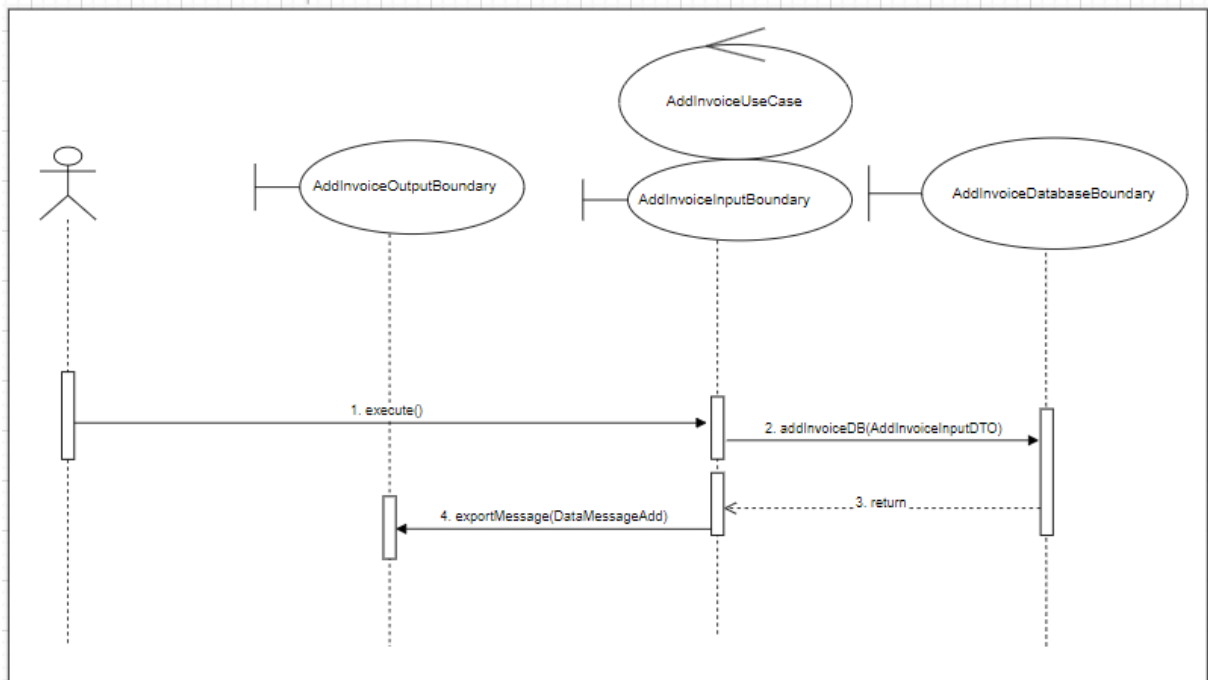 AddInvoiceUseCase
AddInvoiceOutputBoundary
AddInvoiceInputBoundary
AddInvoiceDatabaseBoundary
1. execute()
2. addInvoiceDB(AddInvoiceInputDTO)
3. return
4. exportMessage(DataMessageAdd)